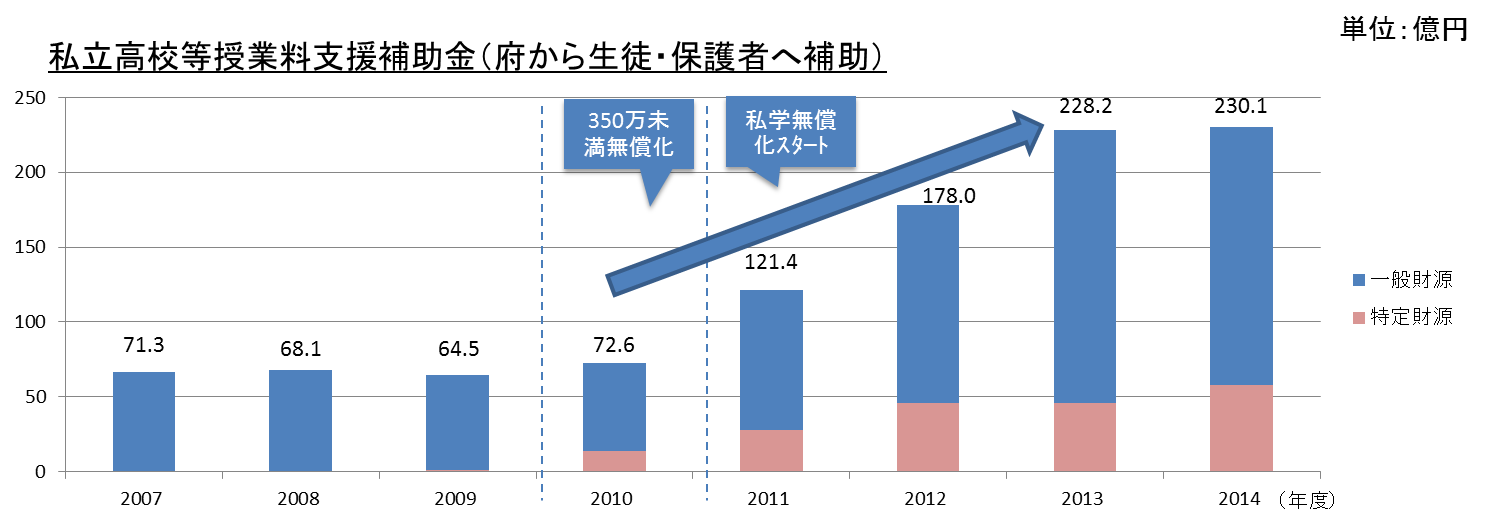 単位：億円
私立高校等授業料支援補助金（府から生徒・保護者へ補助）
250
200
150
100
50
0
350万未
満無償化
私学無償
化ｽﾀｰﾄ
71.3
68.1
64.5
72.6
121.4
178.0
228.2
230.1
一般財源
特定財源
2007
2008
2009
2010
2011
2012
2013
2014
（年度）